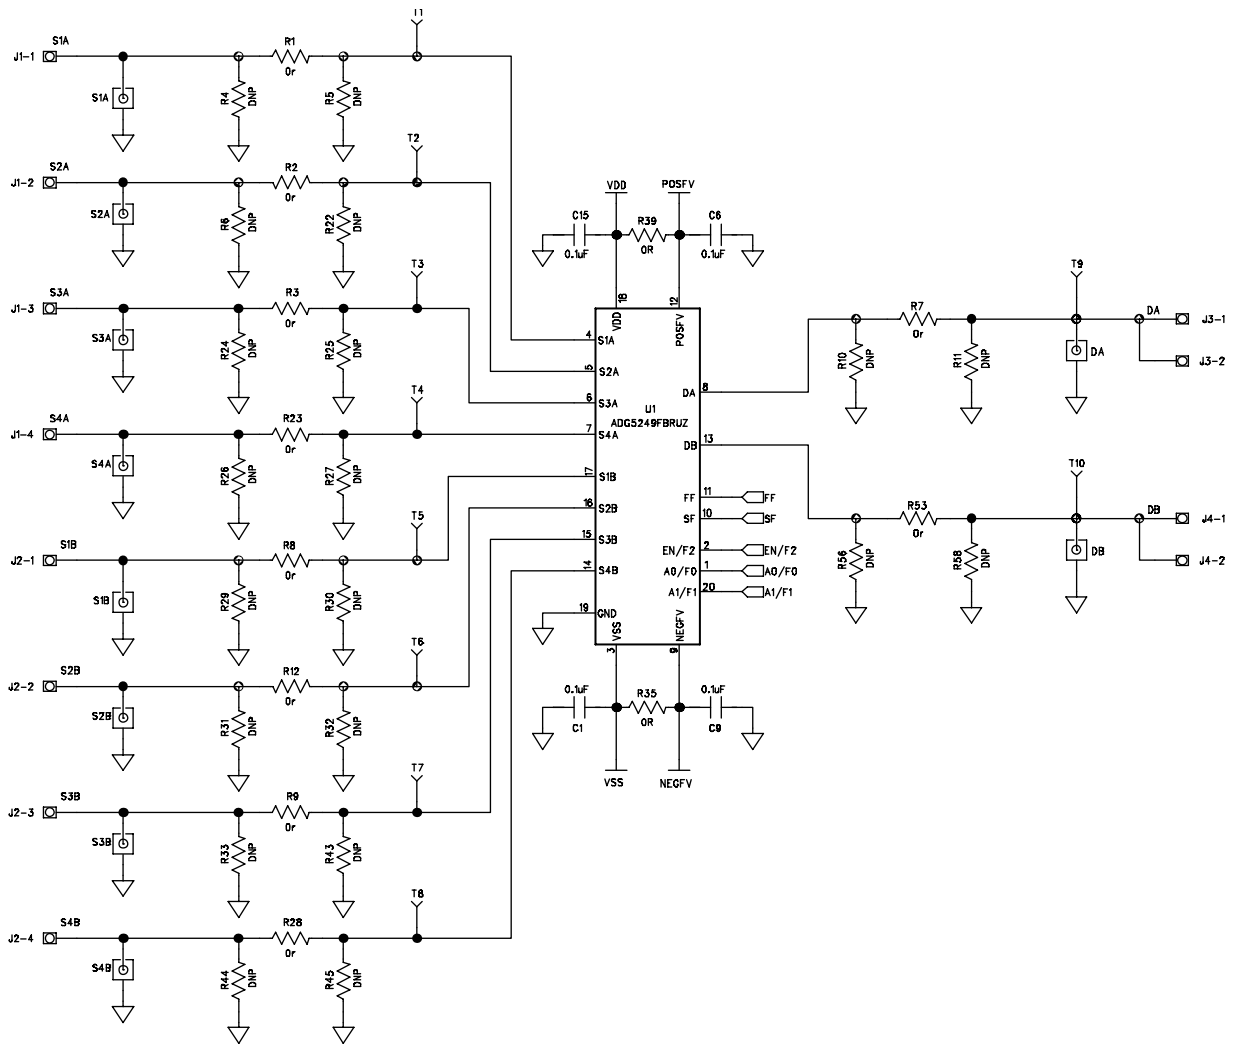 T1
S1A
J1-1
R1
0r
S1A
R4
DNP
R5
DNP
T2
S2A
J1-2
R2
0r
S2A
R6
DNP
R22
DNP
T3
S3A
J1-3
R3
0r
S3A
R24
DNP
R25
DNP
T4
S4A
J1-4
R23
0r
S4A
R26
DNP
R27
DNP
T5
S1B
J2-1
R8
0r
S1B
R29
DNP
R30
DNP
T6
S2B
J2-2
R12
0r
S2B
R31
DNP
R32
DNP
T7
S3B
J2-3
R9
0r
S3B
R33
DNP
R43
DNP
T8
S4B
J2-4
R28
0r
S4B
R44
DNP
R45
DNP
VDD
POSFV
C15
0.1uF
R39
0R
C6
0.1uF
18
VDD
12
POSFV
4 S1A
5 S2A
6 S3A
7 S4A
17 S1B
16 S2B
15 S3B
14 S4B
19 GND
U1
ADG5249FBRUZ
DA 8
DB 13
FF 11 FF
SF 10 SF
EN/F2 2 EN/F2
A0/F0 1 A0/F0
A1/F1 20 A1/F1
VSS
3
NEGFV
9
0.1uF
C1
R35
0R
0.1uF
C9
VSS
NEGFV
T9
R7
0r
R10
DNP
R11
DNP
DA
DA
J3-1
J3-2
T10
R53
0r
R56
DNP
R58
DNP
DB
DB
J4-1
J4-2